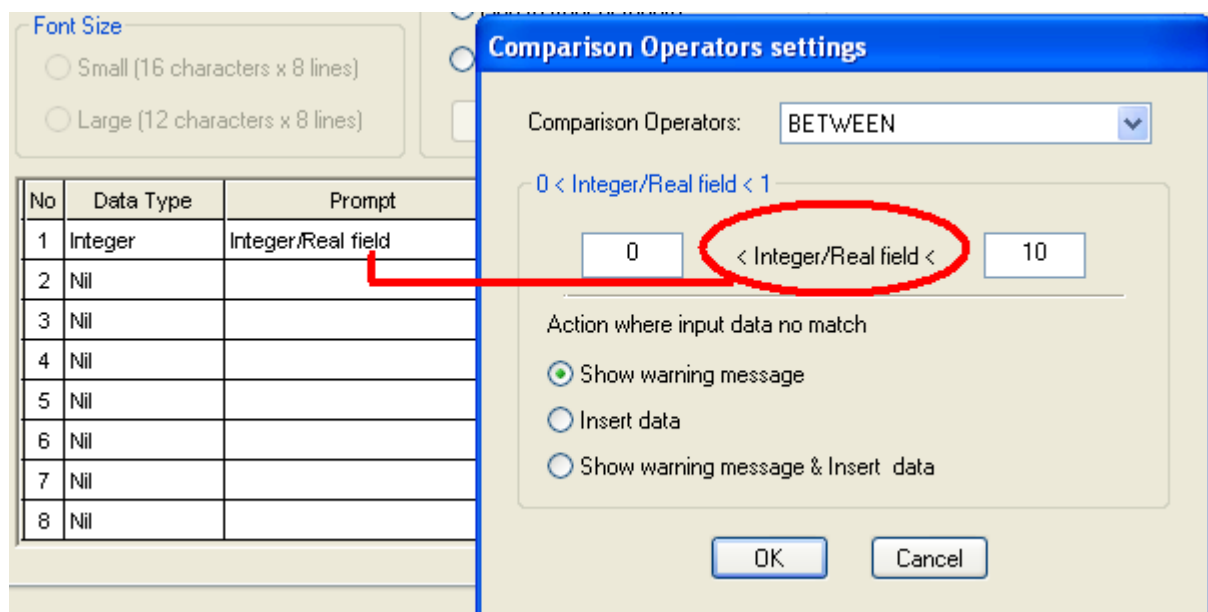 Font Size
Small (16 characters x 8 lines)
Large (12 characters x 8 lines)
No Data Type Prompt
1 Integer Integer/Real field
2 Nil
3 Nil
4 Nil
5 Nil
6 Nil
7 Nil
8 Nil
Comparison Operators settings
Comparison Operators: BETWEEN
0 < Integer/Real field < 1
0 < Integer/Real field < 10
Action where input data no match
Show warning message
Insert data
Show warning message & Insert data
OK Cancel